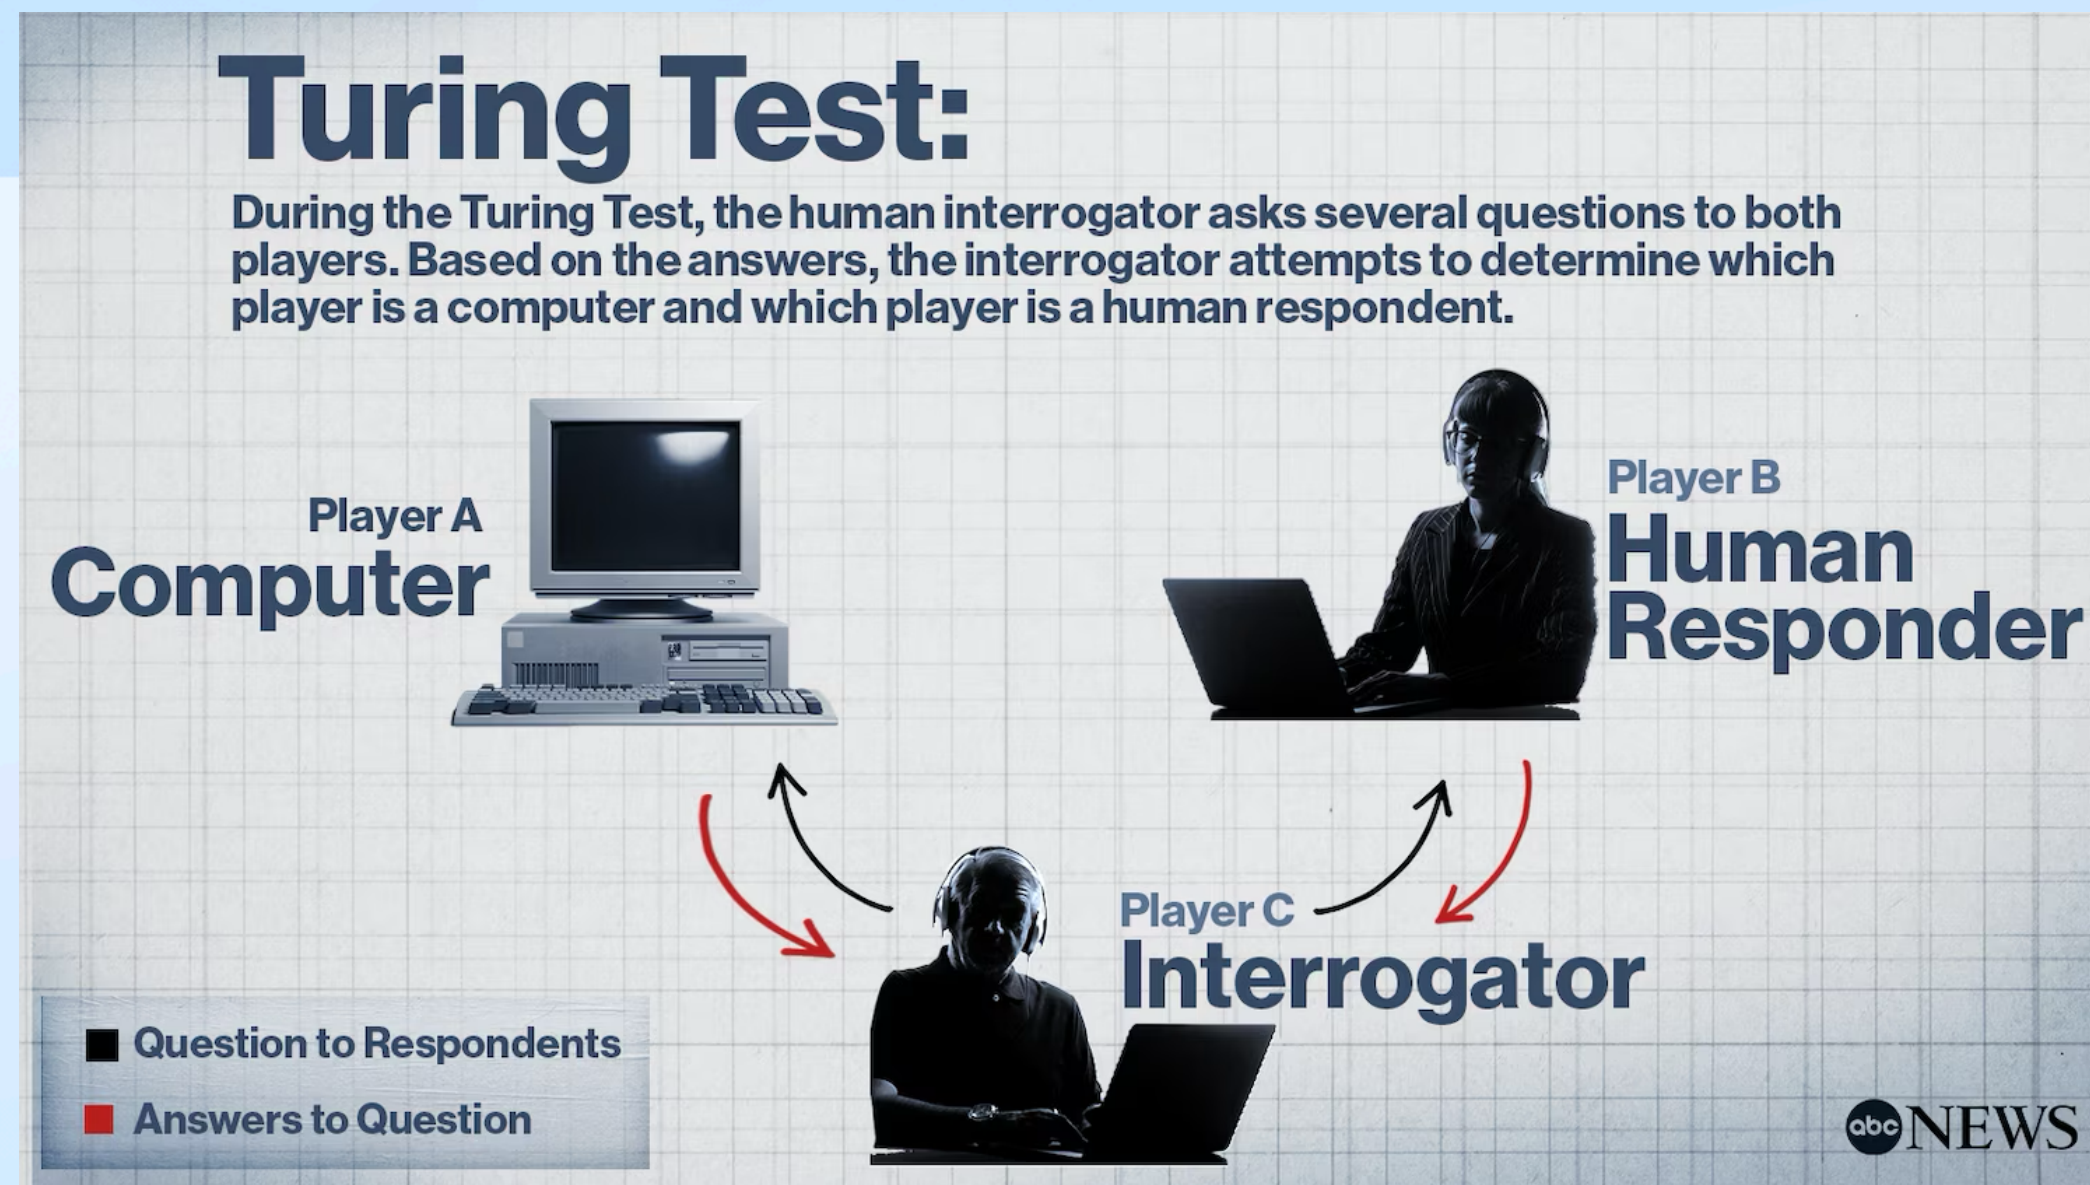 Turing Test:
During the Turing Test, the human interrogator asks several questions to both
players. Based on the answers, the interrogator attempts to determine which
player is a computer and which player is a human respondent.
Player A
Computer
Player B
Human
Responder
Player C
Interrogator
Question to Respondents
Answers to Question
abc NEWS